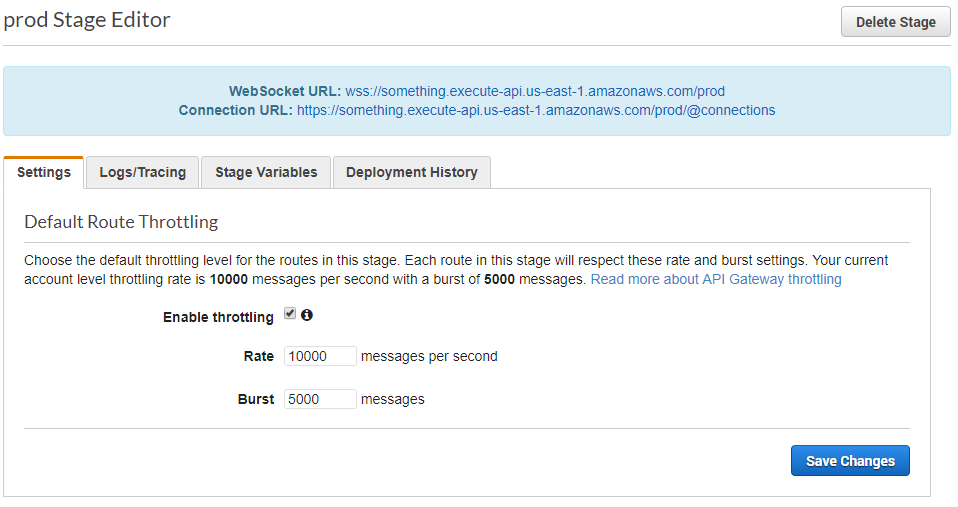 prod Stage Editor
Delete Stage
WebSocket URL: wss://something.execute-api.us-east-1.amazonaws.com/prod
Connection URL: https://something.execute-api.us-east-1.amazonaws.com/prod/@connections
Settings Logs/Tracing Stage Variables Deployment History
Default Route Throttling
Choose the default throttling level for the routes in this stage. Each route in this stage will respect these rate and burst settings. Your current
account level throttling rate is 10000 messages per second with a burst of 5000 messages. Read more about API Gateway throttling
Enable throttling
Rate 10000 messages per second
Burst 5000 messages
Save Changes